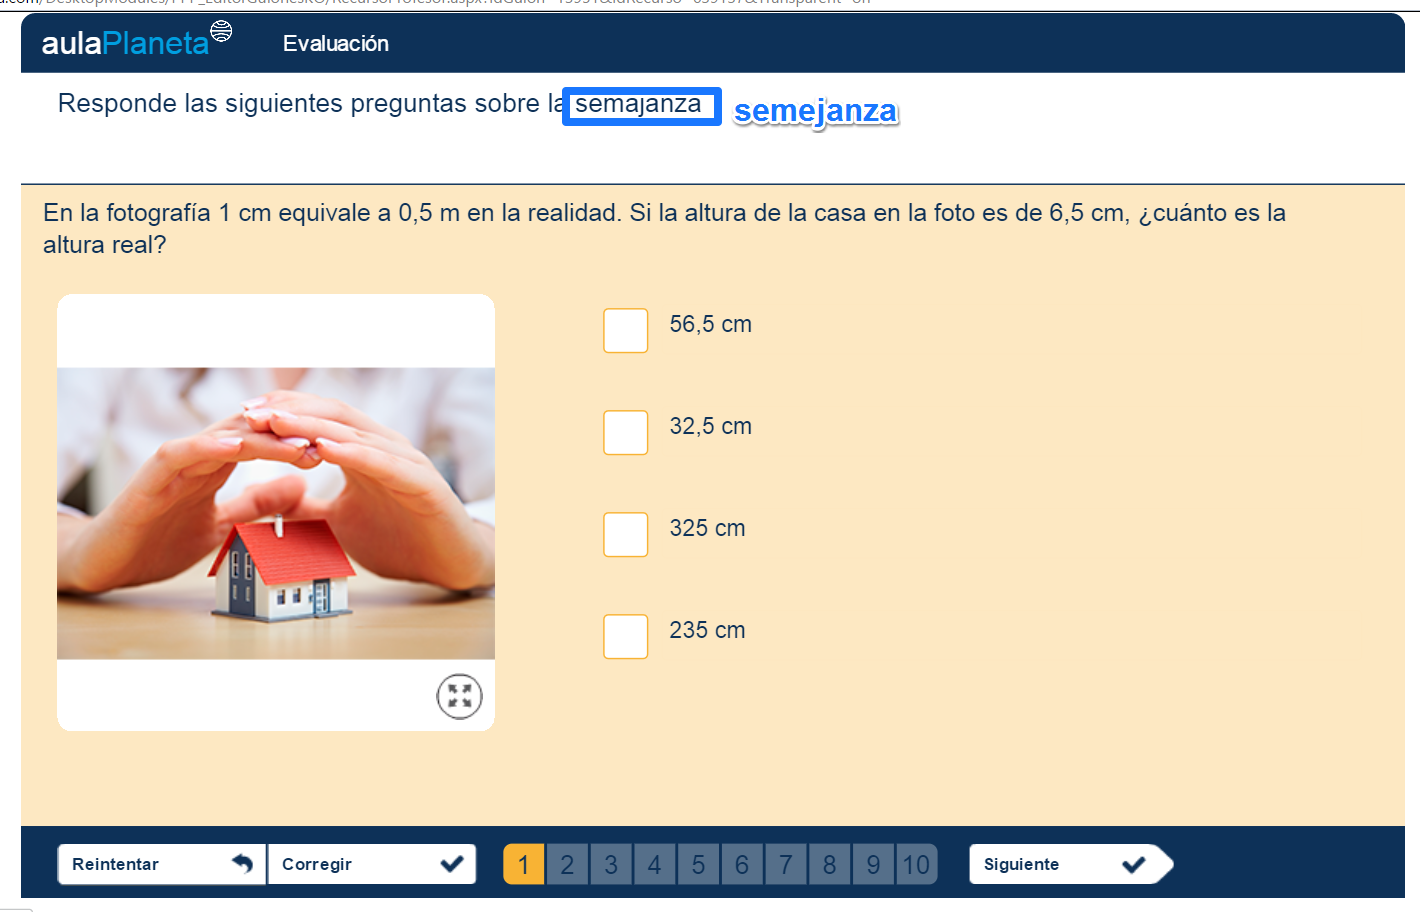 aulaPlaneta Evaluación
Responde las siguientes preguntas sobre la semajanza semejanza
En la fotografía 1 cm equivale a 0,5 m en la realidad. Si la altura de la casa en la foto es de 6,5 cm, ¿cuánto es la
altura real?
56,5 cm
32,5 cm
325 cm
235 cm
Reintentar Corregir 1 2 3 4 5 6 7 8 9 10 Siguiente